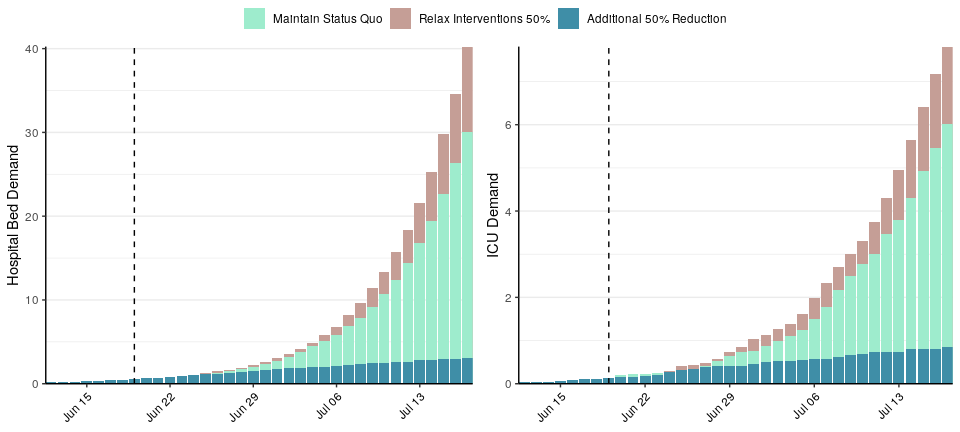 Maintain Status Quo Relax Interventions 50% Additional 50% Reduction
Hospital Bed Demand
40
30
20
10
0
Jun 15 Jun 22 Jun 29 Jul 06 Jul 13
ICU Demand
6
4
2
0
Jun 15 Jun 22 Jun 29 Jul 06 Jul 13